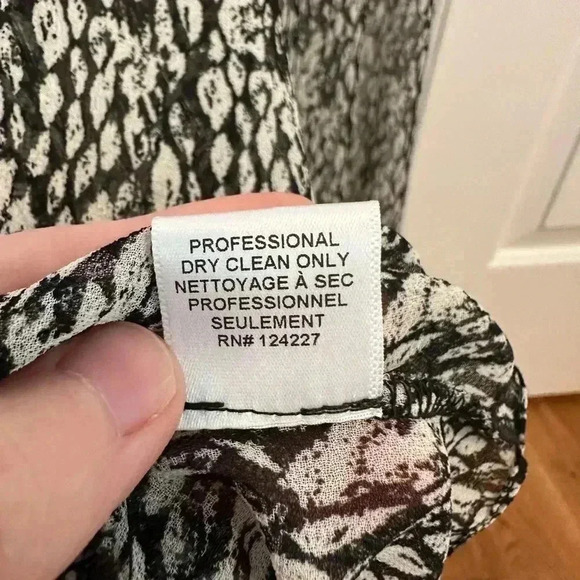 PROFESSIONAL
DRY CLEAN ONLY
NETTOYAGE À SEC
PROFESSIONNEL
SEULEMENT
RN# 124227